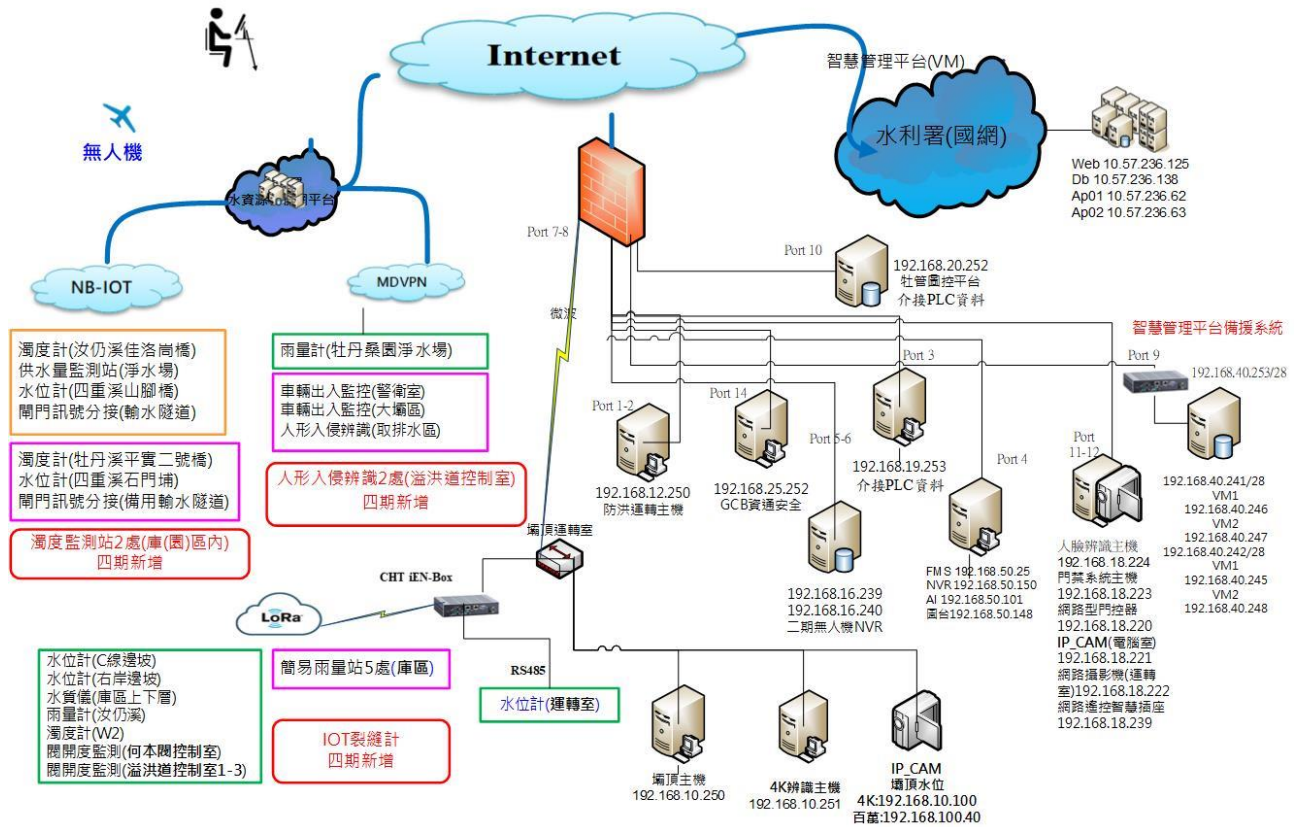 Internet
智慧管理平台(VM)
水利署(國網)
Web 10.57.236.125
Db 10.57.236.138
Ap01 10.57.236.62
Ap02 10.57.236.63
無人機
水資源
平台
NB-IOT
MDVPN
濁度計(汝仍溪佳洛崗橋)
供水量監測站(淨水場)
水位計(四重溪山腳橋)
閘門訊號分接(輸水隧道)
濁度計(牡丹溪平實二號橋)
水位計(四重溪石門埔)
閘門訊號分接(備用輸水隧道)
濁度監測站2處(庫(園)區內)
四期新增
雨量計(牡丹桑園淨水場)
車輛出入監控(警衛室)
車輛出入監控(大壩區)
人形入侵辨識(取排水區)
人形入侵辨識2處(溢洪道控制室)
四期新增
Port 7-8
微波
Port 10
192.168.20.252
牡管圖控平台
介接PLC資料
Port 1-2
192.168.12.250
防洪運轉主機
Port 14
192.168.25.252
GCB資通安全
Port 3
192.168.19.253
介接PLC資料
Port 5-6
192.168.16.239
192.168.16.240
二期無人機NVR
Port 4
FMS 192.168.50.25
NVR 192.168.50.150
AI 192.168.50.101
圖台192.168.50.148
Port
11-12
人臉辨識主機
192.168.18.224
門禁系統主機
192.168.18.223
網路型門控器
192.168.18.220
IP_CAM(電腦室)
192.168.18.221
網路攝影機(運轉
室)192.168.18.222
網路遙控智慧插座
192.168.18.239
智慧管理平台備援系統
Port 9
192.168.40.253/28
192.168.40.241/28
VM1
192.168.40.246
VM2
192.168.40.247
192.168.40.242/28
VM1
192.168.40.245
VM2
192.168.40.248
壩頂運轉室
CHT iEN-Box
LoRa
RS485
水位計(C線邊坡)
水位計(右岸邊坡)
水質儀(庫區上下層)
雨量計(汝仍溪)
濁度計(W2)
閥開度監測(何本閥控制室)
閥開度監測(溢洪道控制室1-3)
簡易雨量站5處(庫區)
IOT裂縫計
四期新增
水位計(運轉室)
壩頂主機
192.168.10.250
4K辨識主機
192.168.10.251
IP_CAM
壩頂水位
4K:192.168.10.100
百萬:192.168.100.40